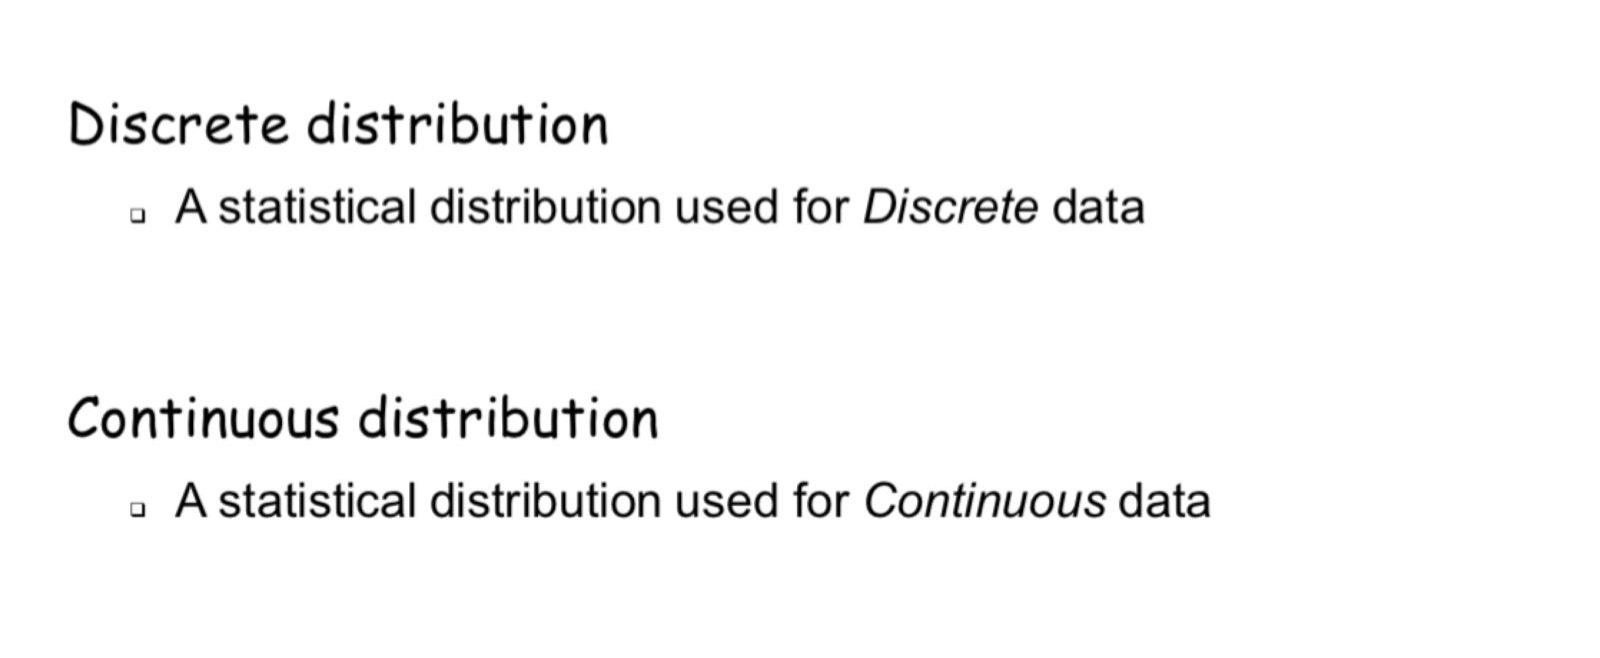 Discrete distribution
❑ A statistical distribution used for Discrete data
Continuous distribution
❑ A statistical distribution used for Continuous data